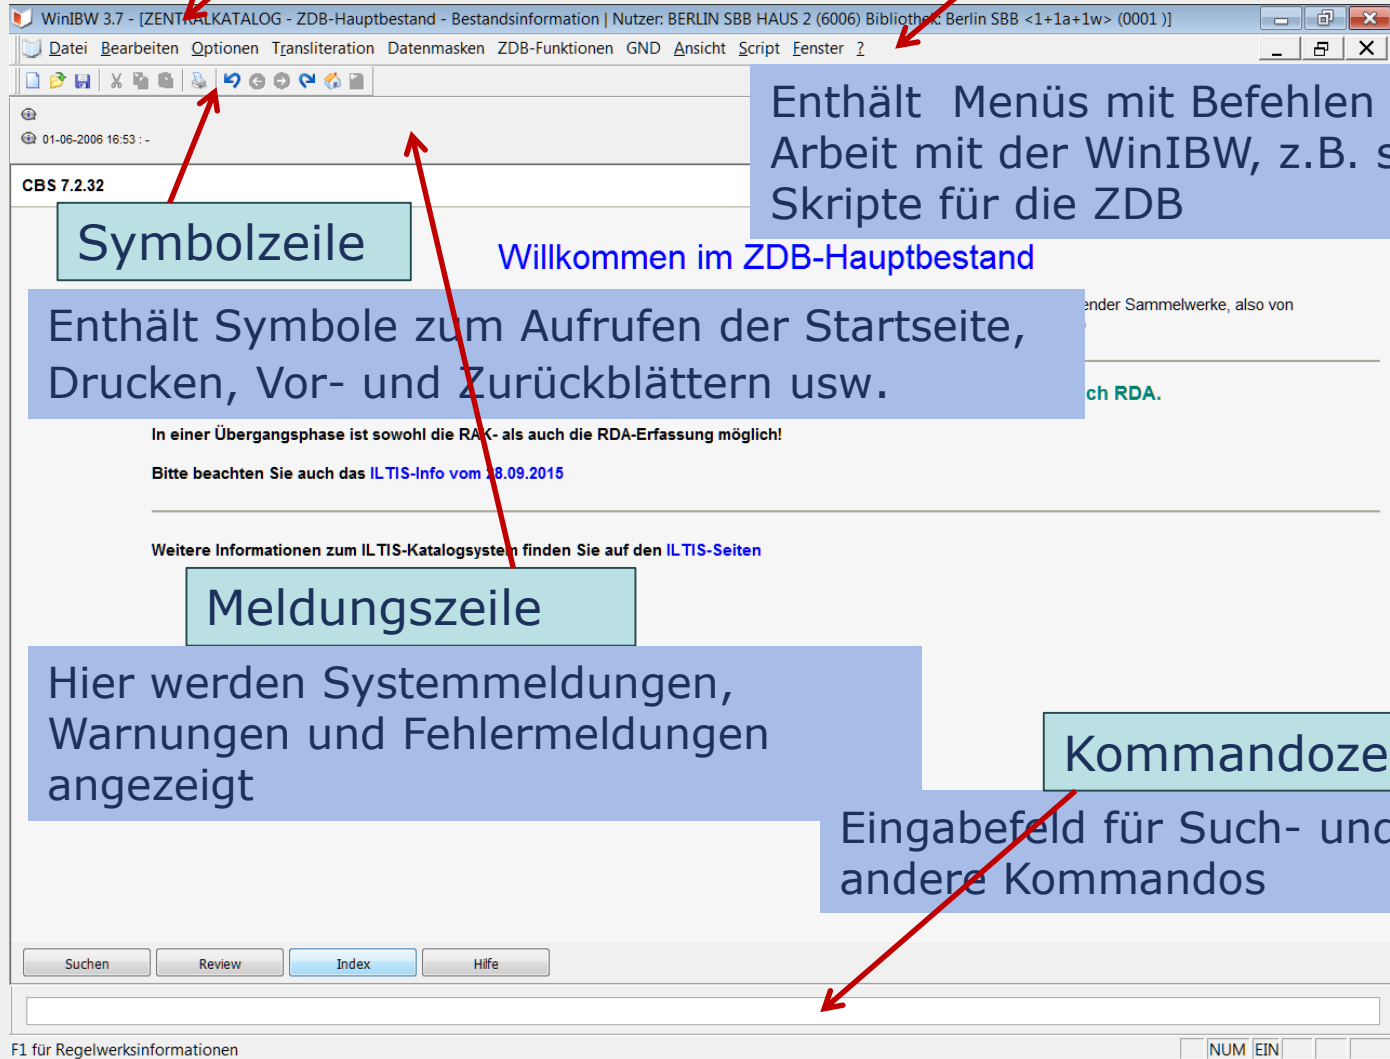 WinIBW 3.7 - [ZENTRALKATALOG - ZDB-Hauptbestand - Bestandsinformation | Nutzer: BERLIN SBB HAUS 2 (6006) Bibliothek: Berlin SBB <1+1a+1w> (0001 )]
Datei Bearbeiten Optionen Transliteration Datenmasken ZDB-Funktionen GND Ansicht Script Fenster ?
Enthält Menüs mit Befehlen
Arbeit mit der WinIBW, z.B. s
Skripte für die ZDB
01-06-2006 16:53 : -
CBS 7.2.32
Symbolzeile
Willkommen im ZDB-Hauptbestand
ender Sammelwerke, also von
Enthält Symbole zum Aufrufen der Startseite,
Drucken, Vor- und Zurückblättern usw.
ch RDA.
In einer Übergangsphase ist sowohl die RAK- als auch die RDA-Erfassung möglich!
Bitte beachten Sie auch das ILTIS-Info vom 28.09.2015
Weitere Informationen zum ILTIS-Katalogsystem finden Sie auf den ILTIS-Seiten
Meldungszeile
Hier werden Systemmeldungen,
Warnungen und Fehlermeldungen
angezeigt
Kommandoze
Eingabefeld für Such- und
andere Kommandos
Suchen Review Index Hilfe
F1 für Regelwerksinformationen
NUM EIN